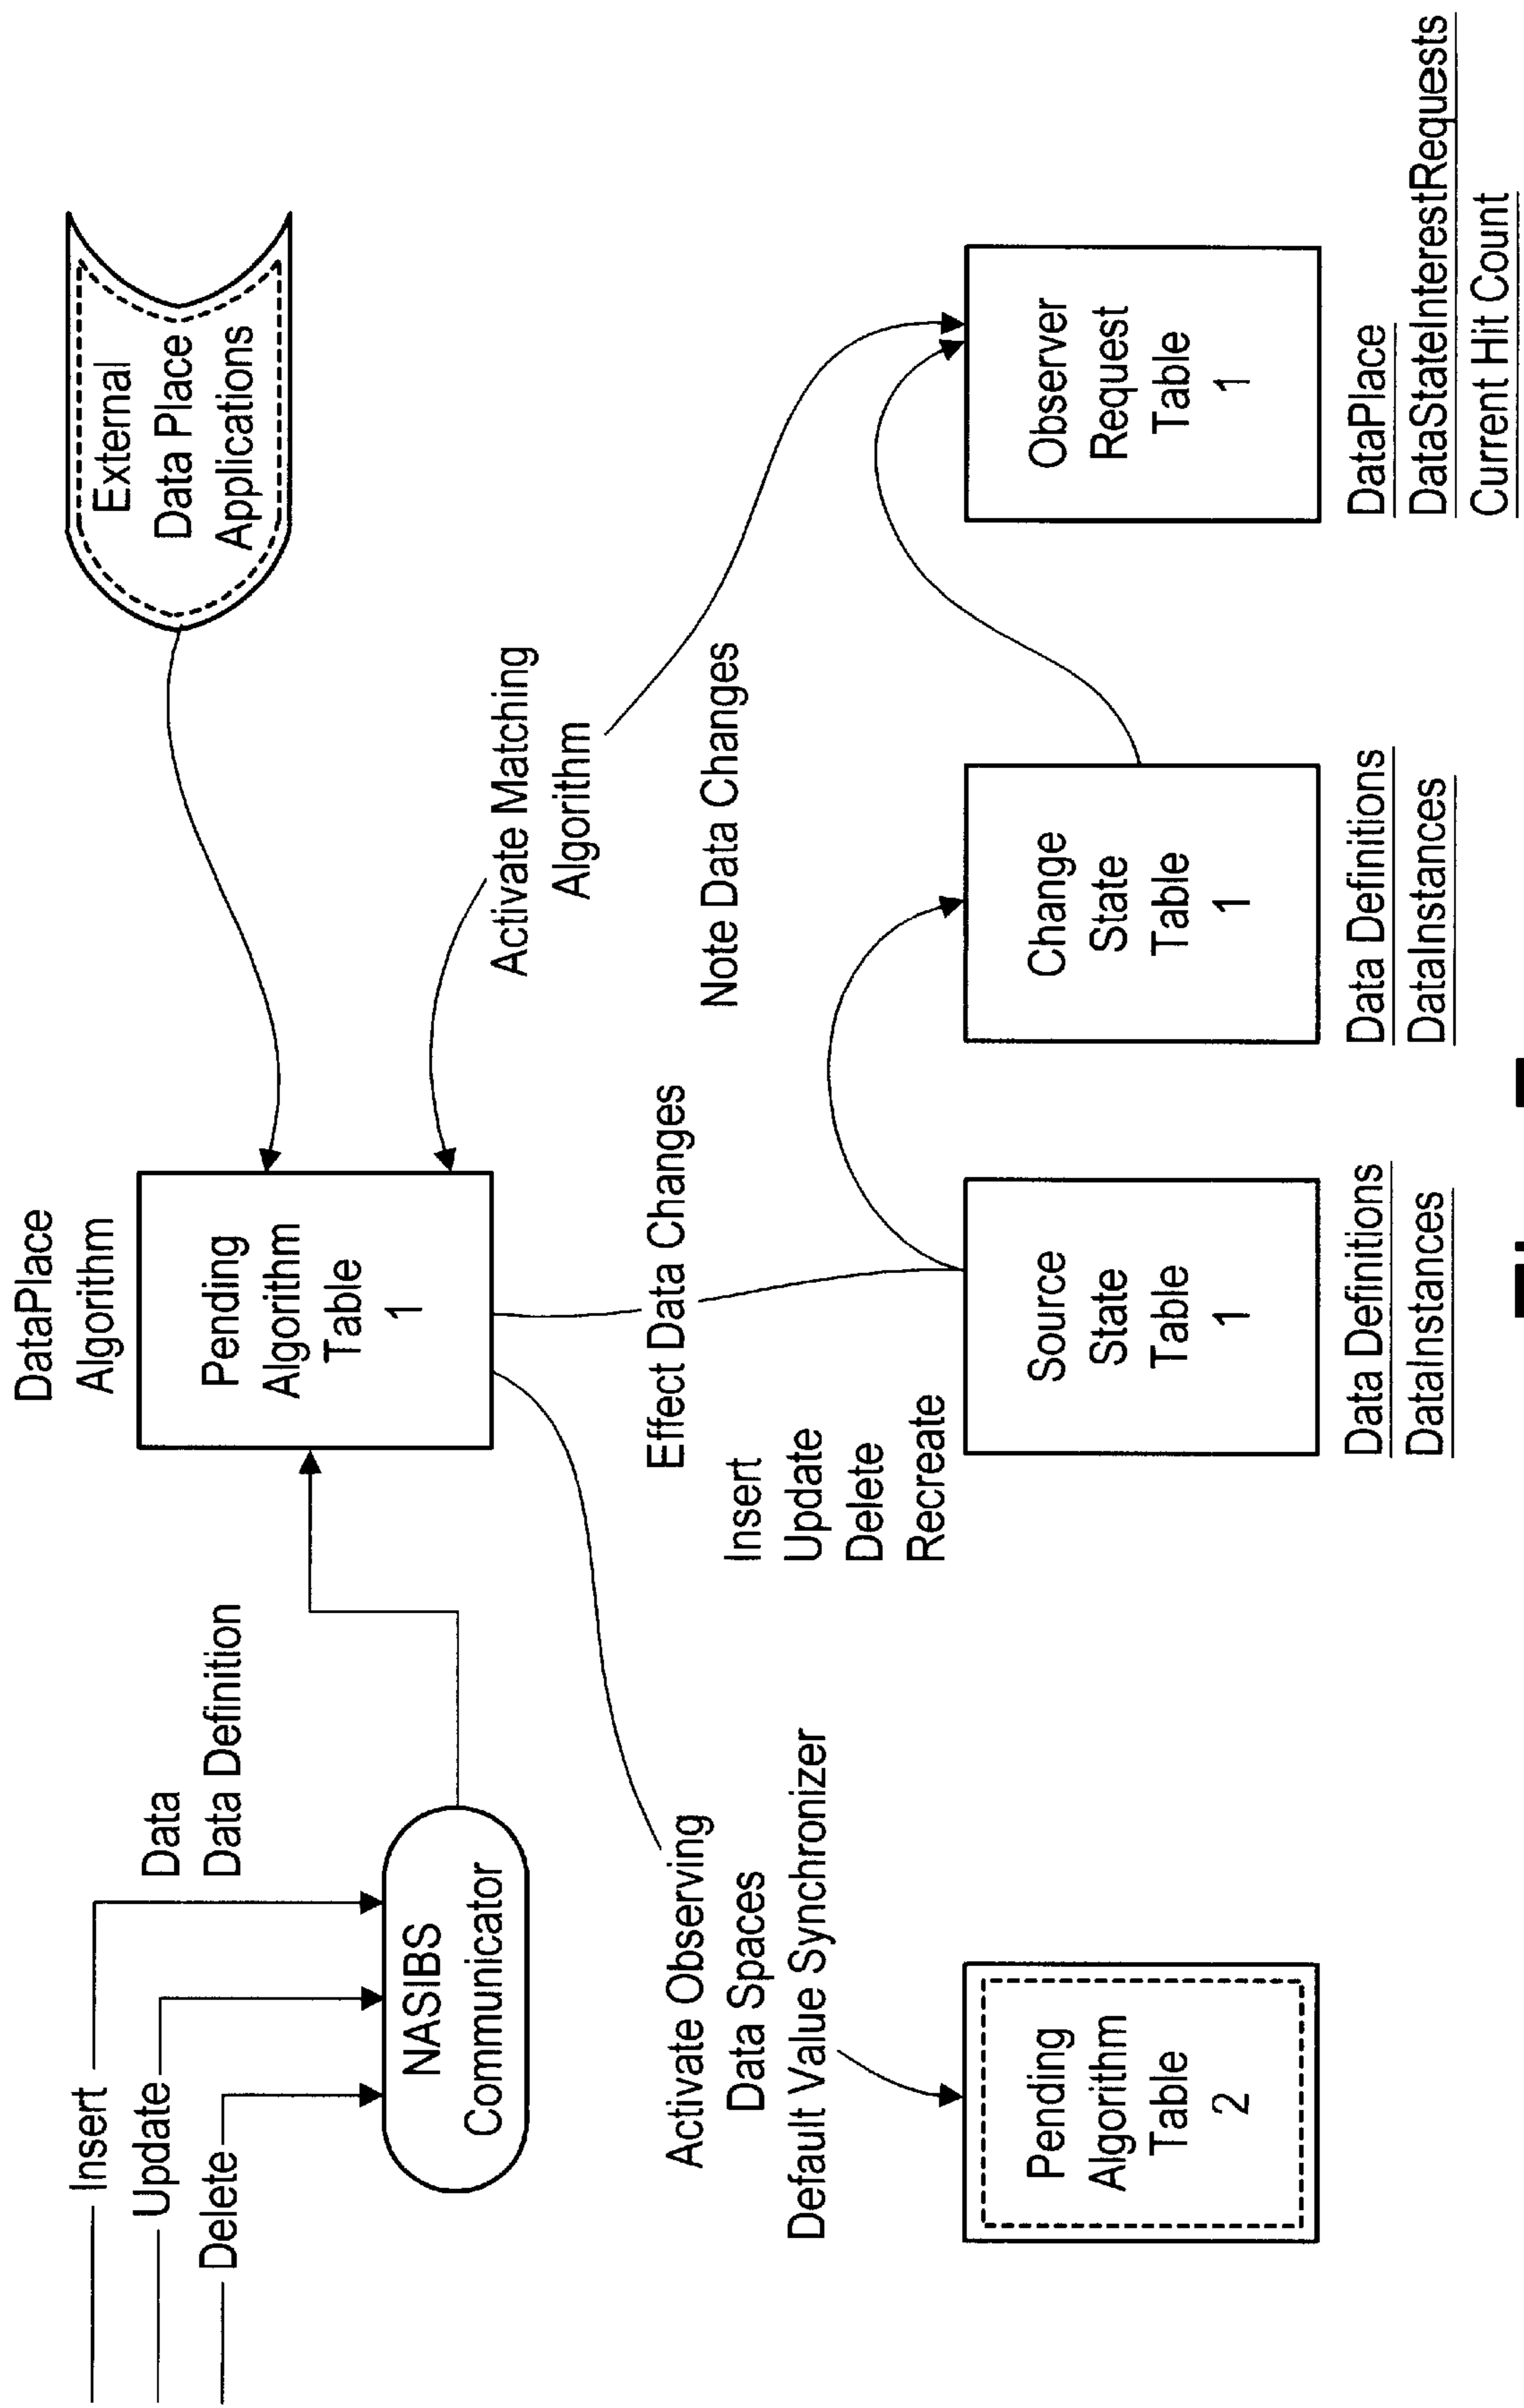 Insert
Update
Delete
Data
Data Definition
NASIBS
Communicator
DataPlace
Algorithm
Pending
Algorithm
Table
1
External
Data Place
Applications
Activate Matching
Algorithm
Activate Observing
Data Spaces
Default Value Synchronizer
Effect Data Changes
Note Data Changes
Insert
Update
Delete
Recreate
Pending
Algorithm
Table
2
Source
State
Table
1
Data Definitions
DataInstances
Change
State
Table
1
Data Definitions
DataInstances
Observer
Request
Table
1
DataPlace
DataStateInterestRequests
Current Hit Count